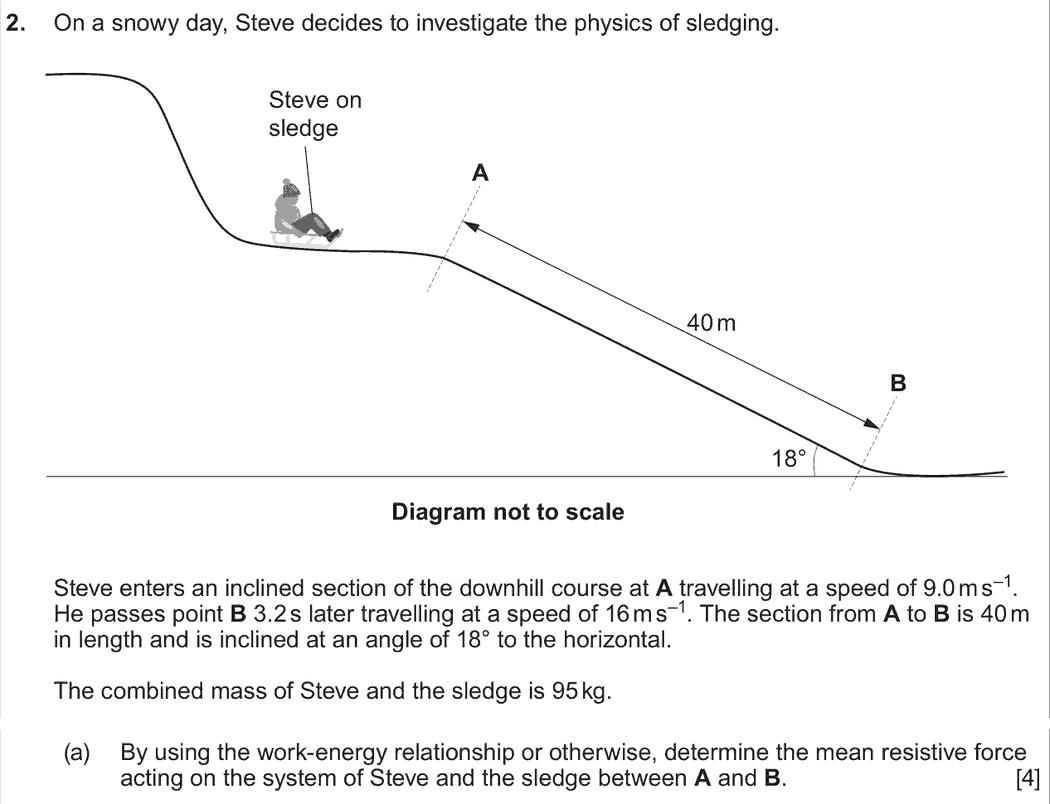 2. On a snowy day, Steve decides to investigate the physics of sledging.
Steve on
sledge
A
40 m
B
18°
Diagram not to scale
Steve enters an inclined section of the downhill course at A travelling at a speed of 9.0 m s⁻¹.
He passes point B 3.2 s later travelling at a speed of 16 m s⁻¹. The section from A to B is 40 m
in length and is inclined at an angle of 18° to the horizontal.
The combined mass of Steve and the sledge is 95 kg.
(a) By using the work-energy relationship or otherwise, determine the mean resistive force
acting on the system of Steve and the sledge between A and B. [4]